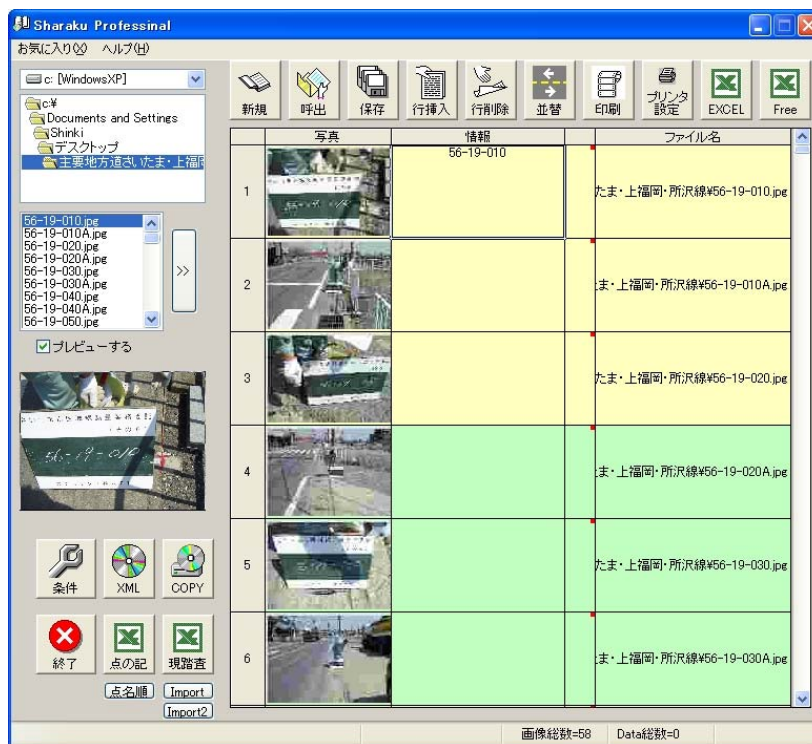 Sharaku Professinal
お気に入り(X) ヘルプ(H)
c: [WindowsXP]
c:¥
Documents and Settings
Shinki
デスクトップ
主要地方道さいたま・上福岡
56-19-010.jpg
56-19-010A.jpg
56-19-020.jpg
56-19-020A.jpg
56-19-030.jpg
56-19-030A.jpg
56-19-040.jpg
56-19-040A.jpg
56-19-050.jpg
>>
プレビューする
56-19-010
条件 XML COPY
終了 点の記 現踏査
点名順 Import
Import2
新規 呼出 保存 行挿入 行削除 並替 印刷 プリンタ設定 EXCEL Free
写真 情報 ファイル名
1 56-19-010 たま・上福岡・所沢線¥56-19-010.jpg
2 ま・上福岡・所沢線¥56-19-010A.jpg
3 たま・上福岡・所沢線¥56-19-020.jpg
4 ま・上福岡・所沢線¥56-19-020A.jpg
5 たま・上福岡・所沢線¥56-19-030.jpg
6 ま・上福岡・所沢線¥56-19-030A.jpg
画像総数=58 Data総数=0